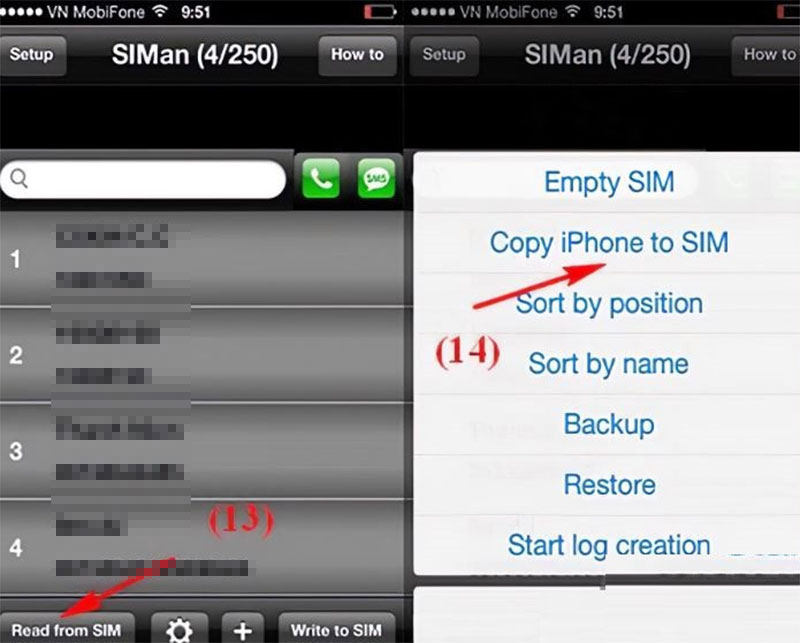 VN MobiFone 9:51
Setup SIMan (4/250) How to
SMS
1
2
3
4
(13)
Read from SIM + Write to SIM
VN MobiFone 9:51
Setup SIMan (4/250) How to
Empty SIM
Copy iPhone to SIM
Sort by position
(14)
Sort by name
Backup
Restore
Start log creation